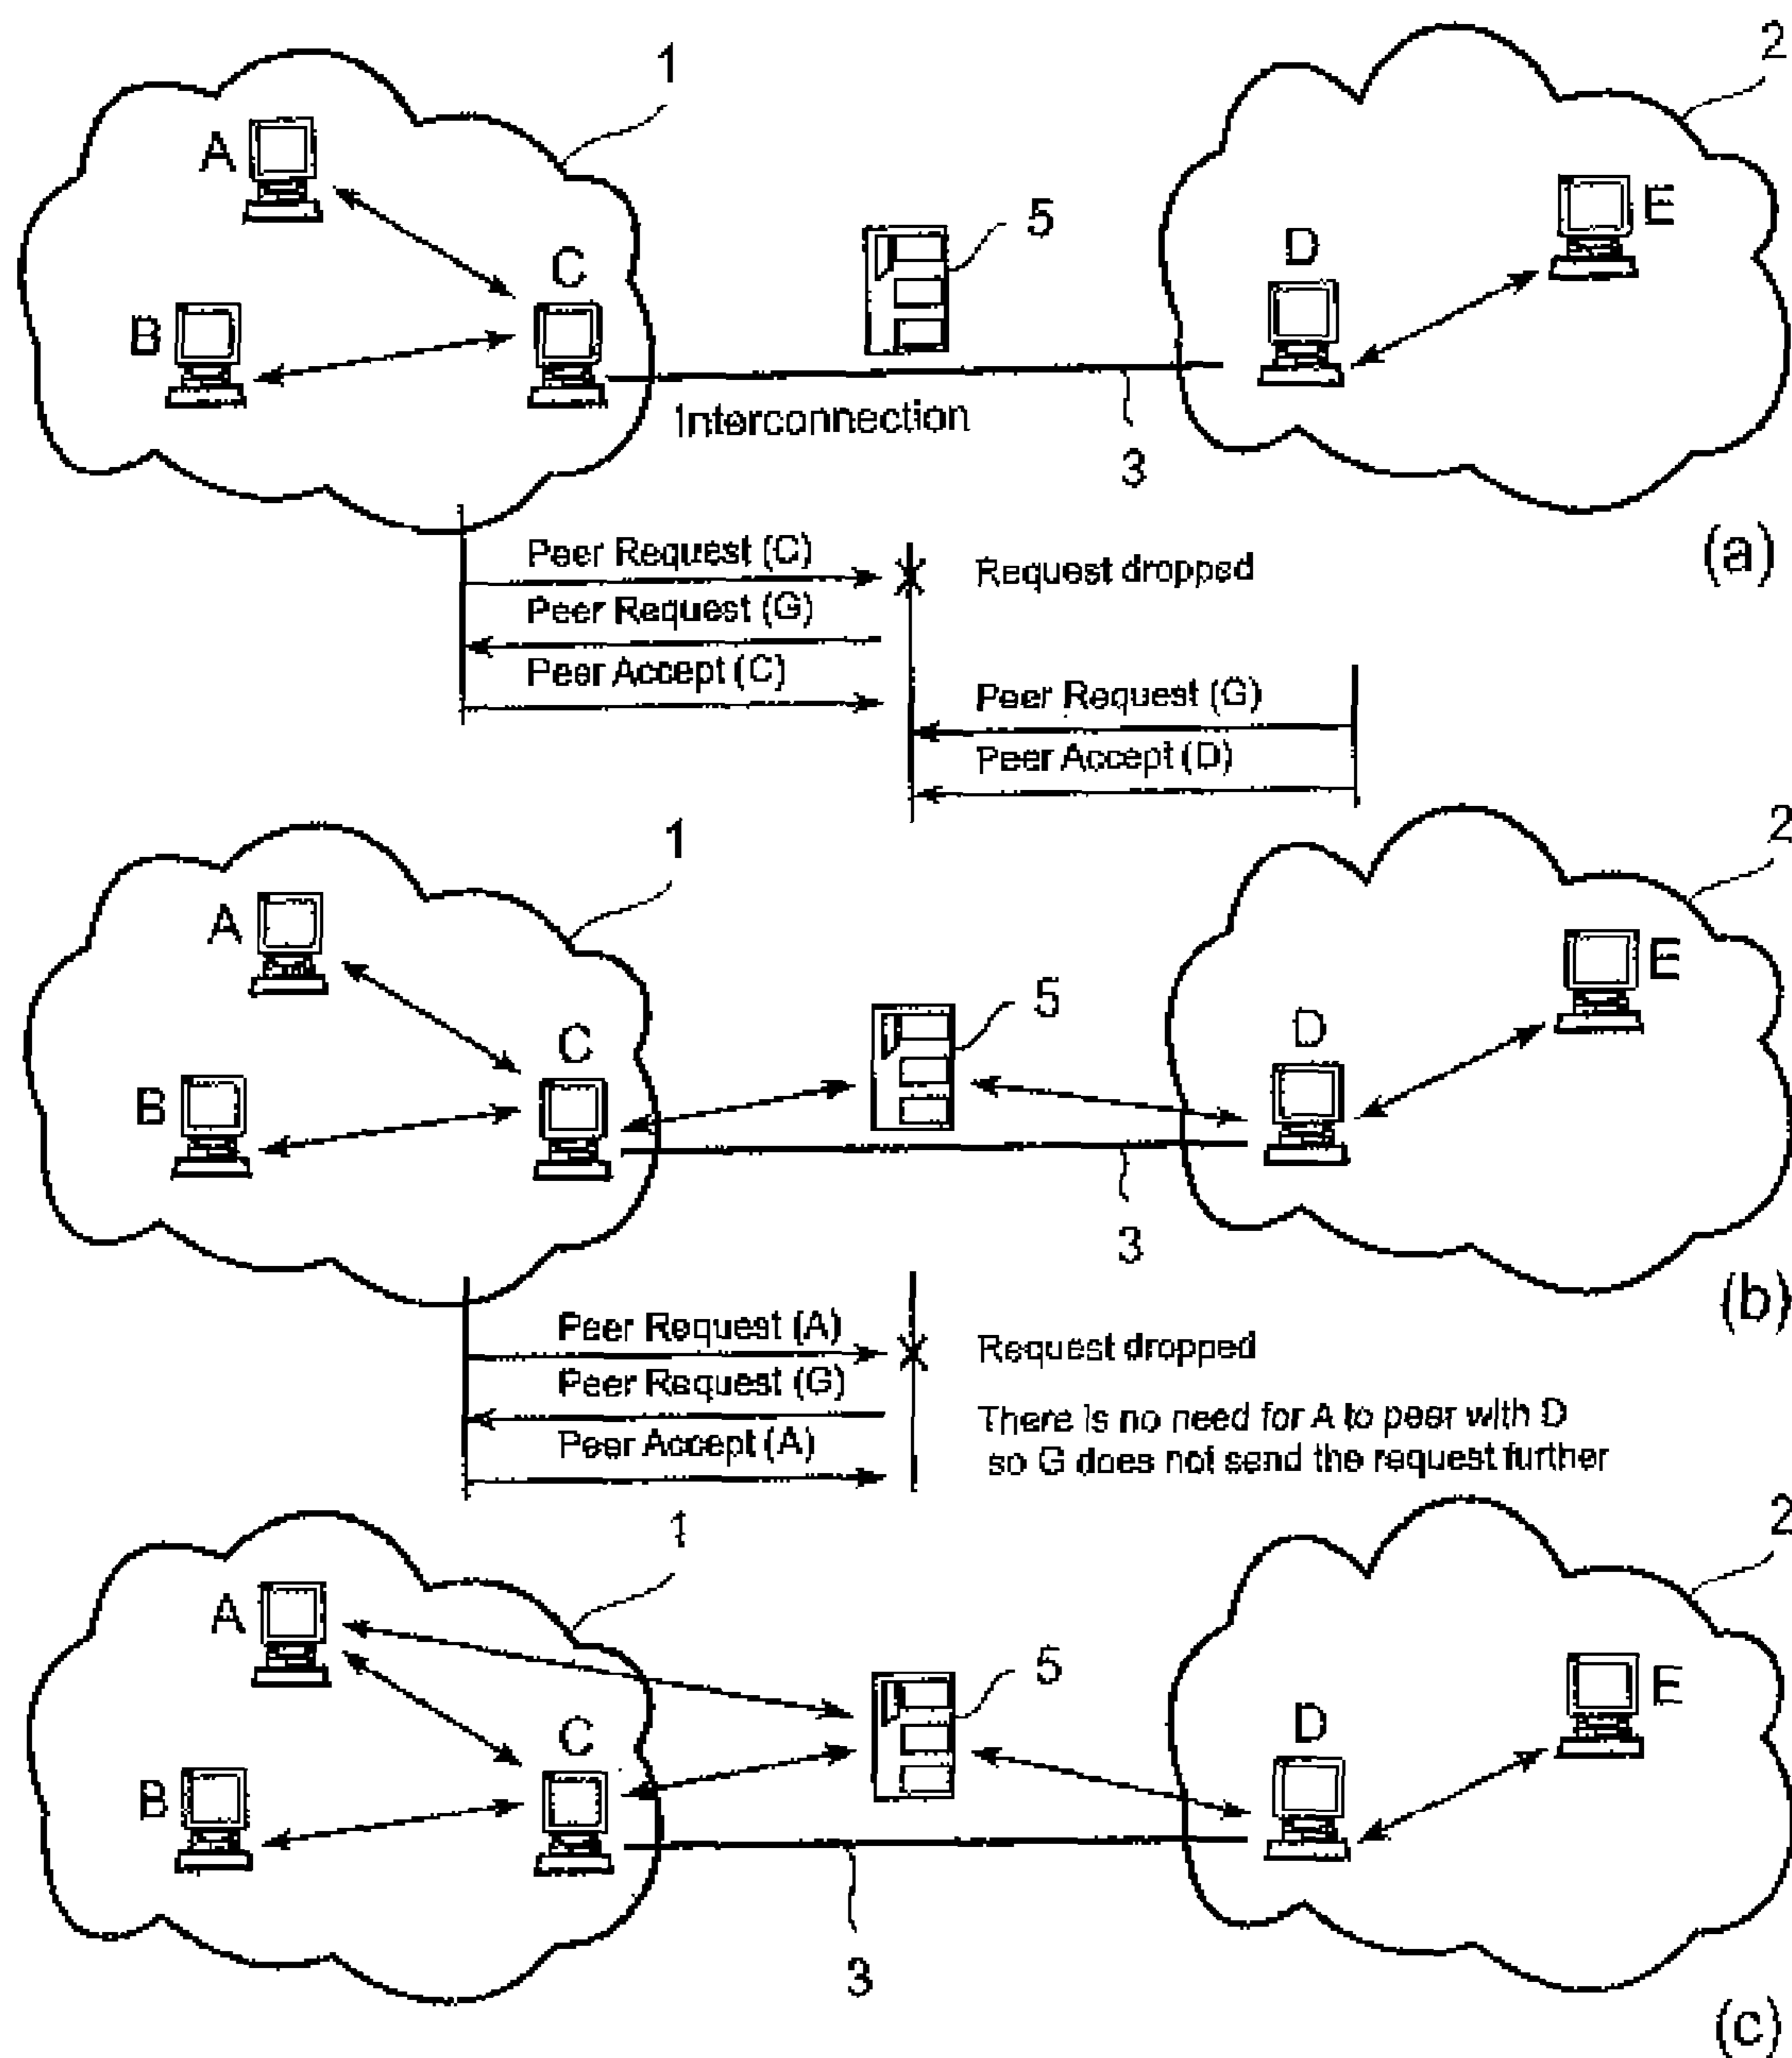 1
2
A
E
5
C
D
B
Interconnection
3
(a)
Peer Request (C)
Request dropped
Peer Request (G)
Peer Accept (C)
Peer Request (G)
Peer Accept (D)
1
2
A
E
5
C
D
B
3
(b)
Peer Request (A)
Request dropped
Peer Request (G)
There is no need for A to peer with D
so G does not send the request further
Peer Accept (A)
1
2
A
5
E
C
D
B
3
(c)